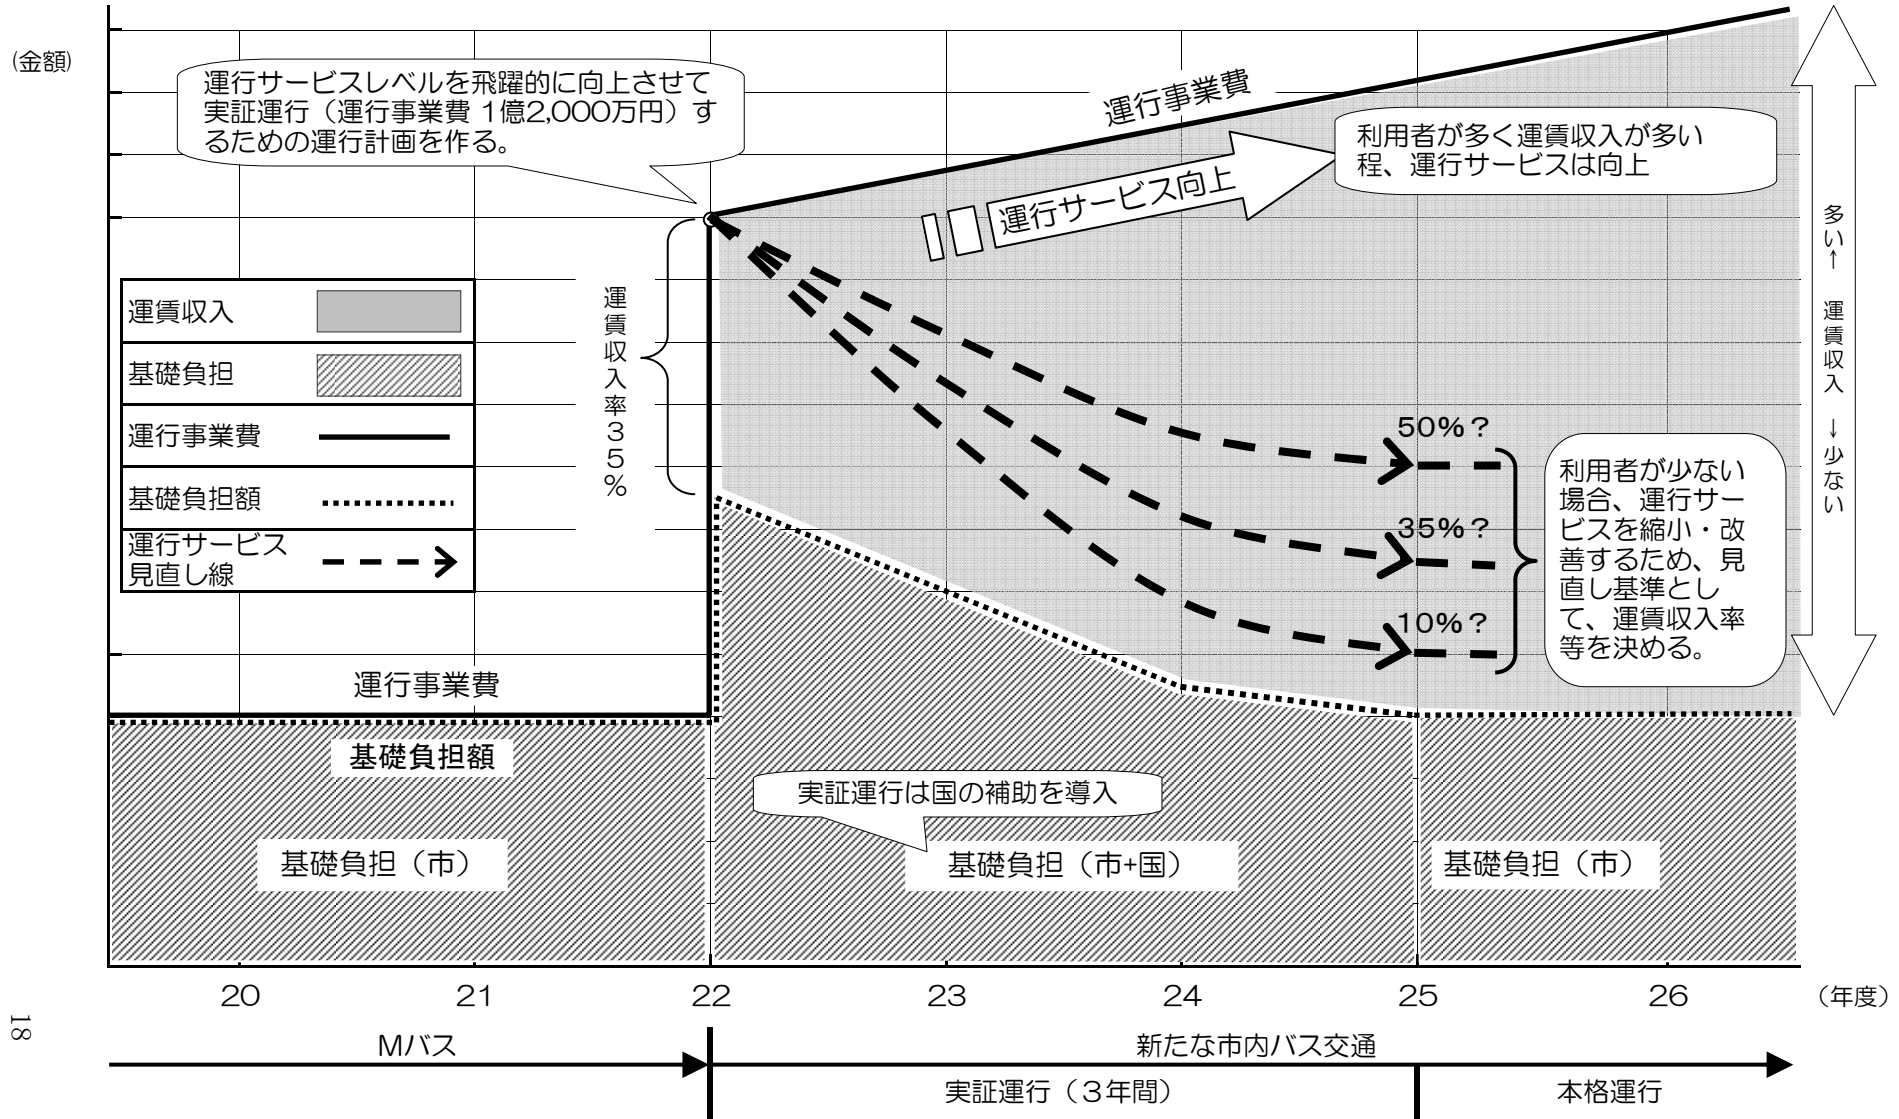 (金額)
運行サービスレベルを飛躍的に向上させて
実証運行（運行事業費 1億2,000万円）す
るための運行計画を作る。
運行事業費
利用者が多く運賃収入が多い
程、運行サービスは向上
運行サービス向上
多い← 運賃収入 →少ない
運賃収入
基礎負担
運行事業費
基礎負担額
運行サービス
見直し線
運賃収入率35%
50%?
35%?
10%?
利用者が少ない
場合、運行サー
ビスを縮小・改
善するため、見
直し基準とし
て、運賃収入率
等を決める。
運行事業費
基礎負担額
実証運行は国の補助を導入
基礎負担（市）
基礎負担（市+国）
基礎負担（市）
20
21
22
23
24
25
26
（年度）
Mバス
新たな市内バス交通
実証運行（3年間）
本格運行
18